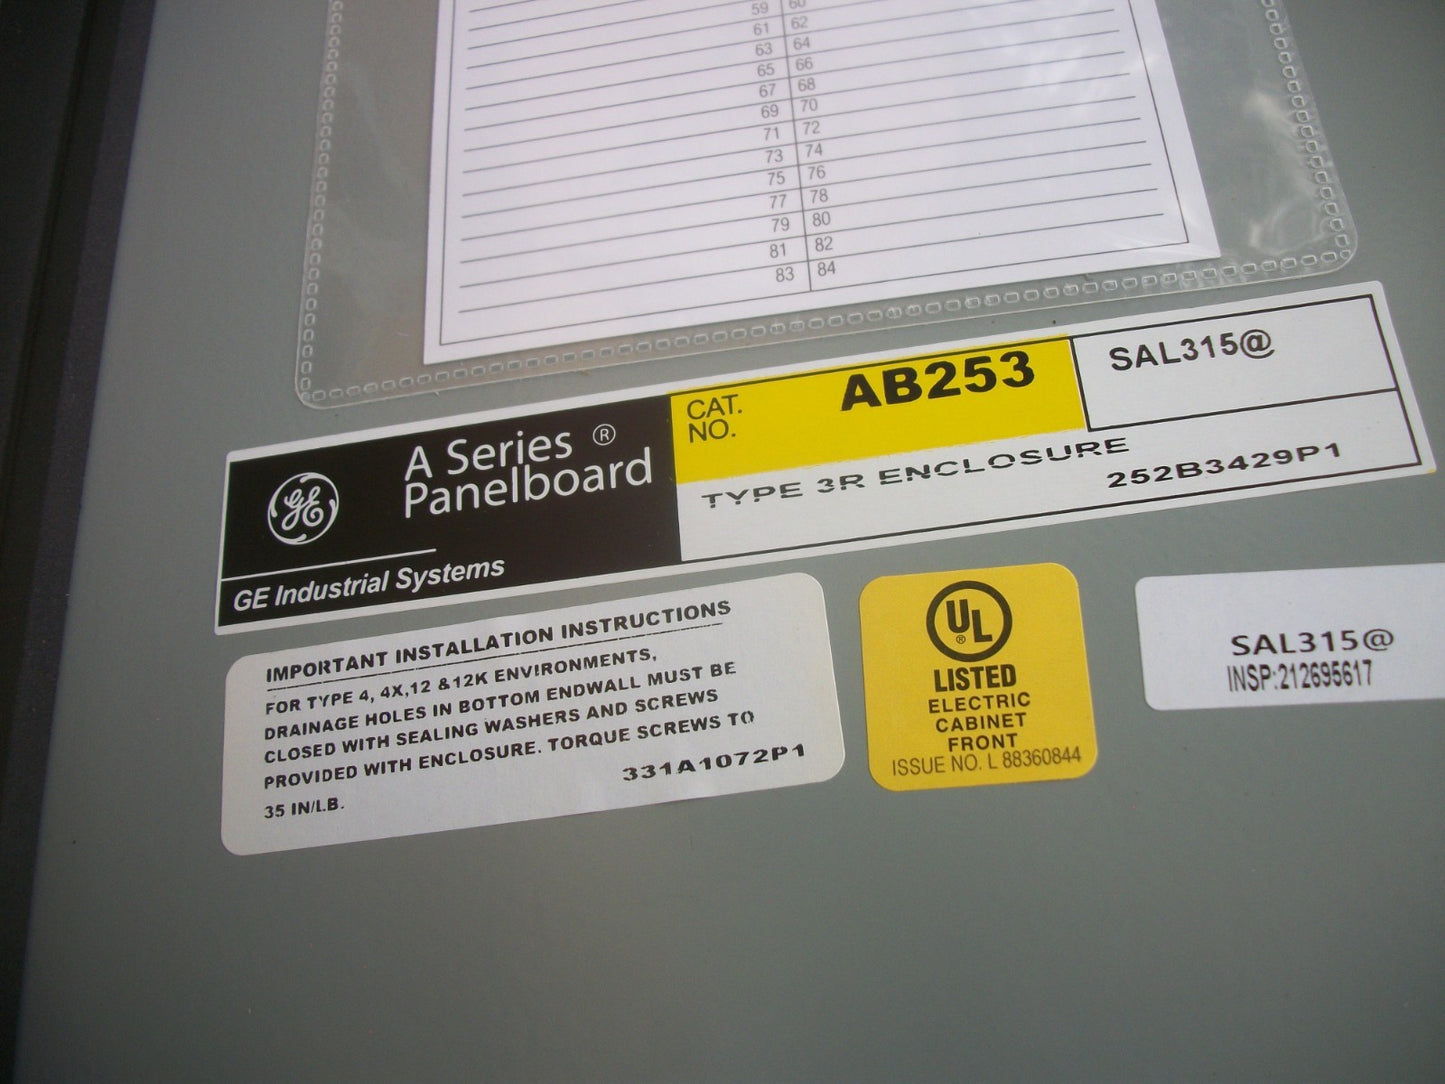 59 60
61 62
63 64
65 66
67 68
69 70
71 72
73 74
75 76
77 78
79 80
81 82
83 84
GE
A Series ®
Panelboard
GE Industrial Systems
CAT.
NO.
AB253
SAL315@
TYPE 3R ENCLOSURE
252B3429P1
IMPORTANT INSTALLATION INSTRUCTIONS
FOR TYPE 4, 4X,12 &12K ENVIRONMENTS,
DRAINAGE HOLES IN BOTTOM ENDWALL MUST BE
CLOSED WITH SEALING WASHERS AND SCREWS
PROVIDED WITH ENCLOSURE. TORQUE SCREWS TO
35 IN/LB.
331A1072P1
UL
®
LISTED
ELECTRIC
CABINET
FRONT
ISSUE NO. L 88360844
SAL315@
INSP:212695617